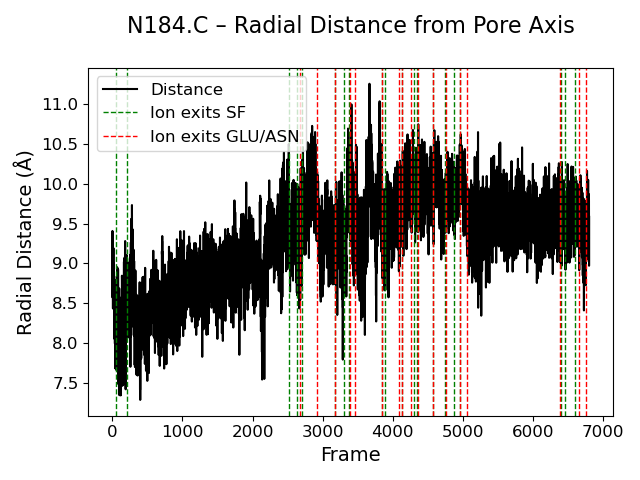 N184.C – Radial Distance from Pore Axis
Distance
Ion exits SF
Ion exits GLU/ASN
Radial Distance (Å)
11.0
10.5
10.0
9.5
9.0
8.5
8.0
7.5
0 1000 2000 3000 4000 5000 6000 7000
Frame